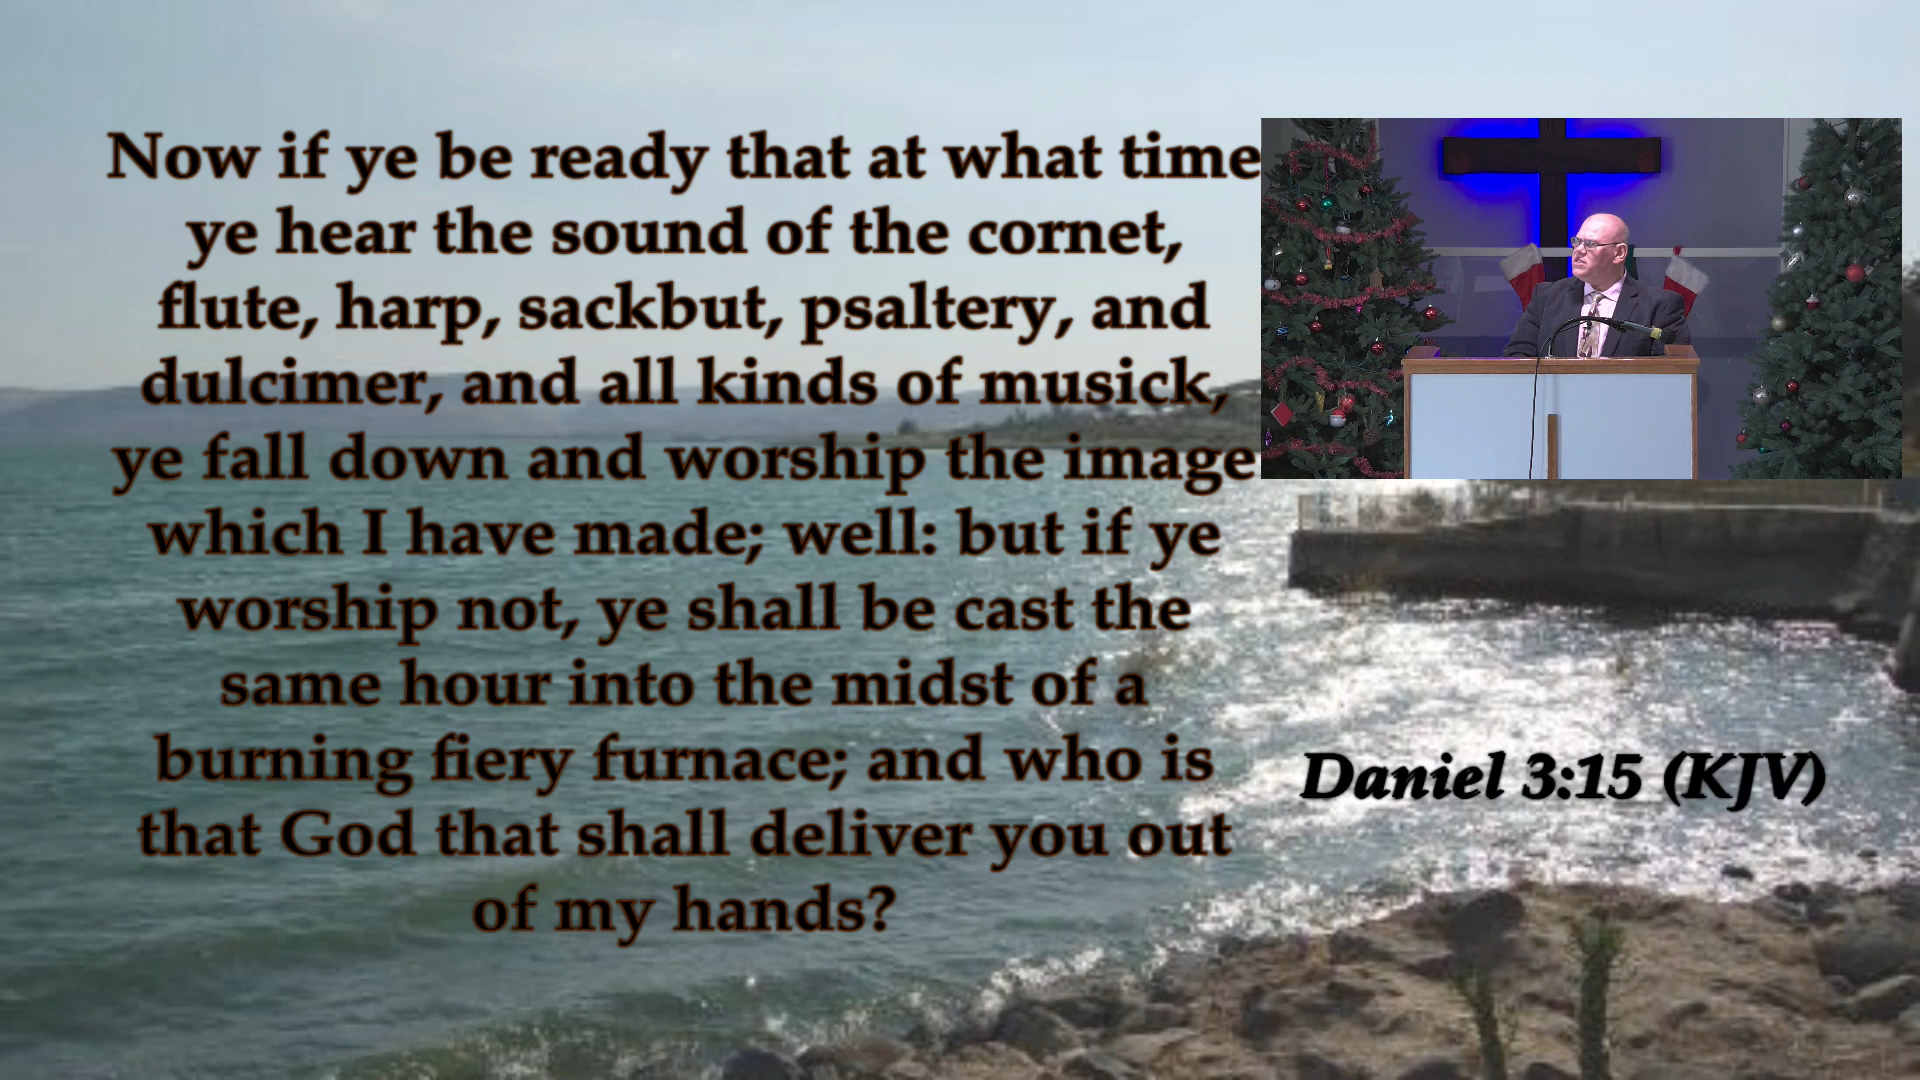 Now if ye be ready that at what time
ye hear the sound of the cornet,
flute, harp, sackbut, psaltery, and
dulcimer, and all kinds of musick,
ye fall down and worship the image
which I have made; well: but if ye
worship not, ye shall be cast the
same hour into the midst of a
burning fiery furnace; and who is
that God that shall deliver you out
of my hands?
Daniel 3:15 (KJV)